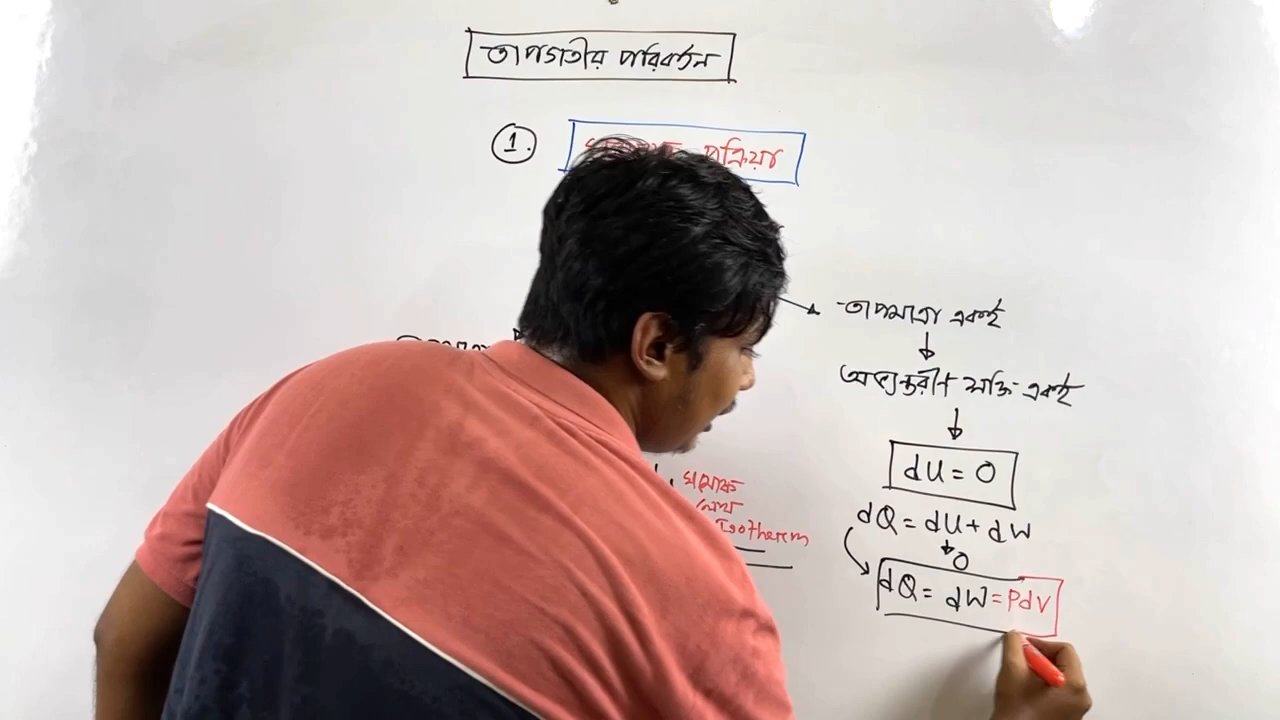 তাপগতীয় পরিবর্তন
1. প্রক্রিয়া
তাপমাত্রা একই
অভ্যন্তরীণ শক্তি একই
dU = 0
dQ = dU + dW
0
dQ = dW = PdV
সমোষ্ণ
লেখ
Isotherm